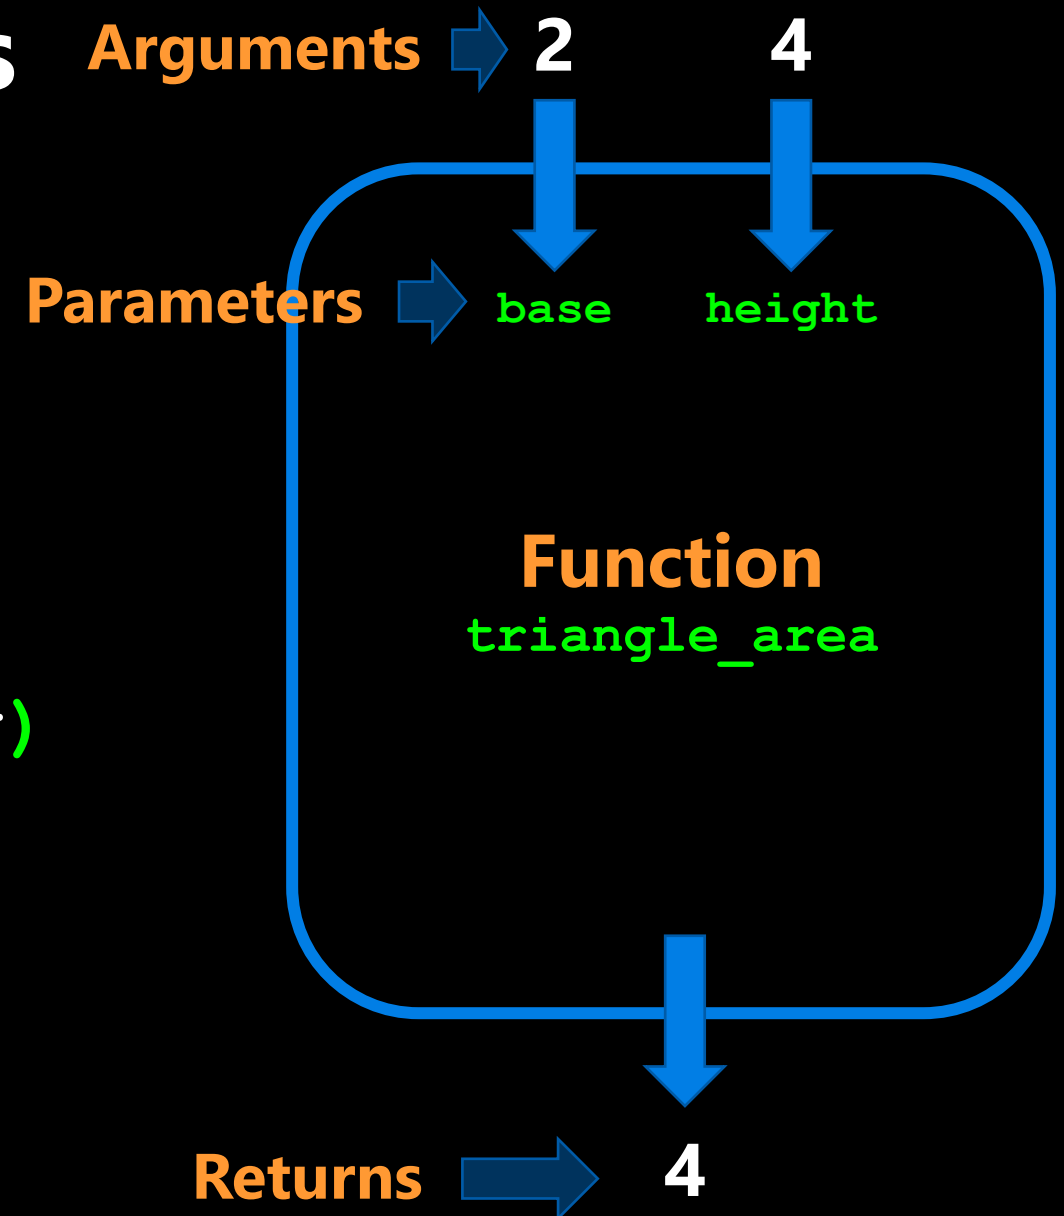 s
Arguments 2 4
Parameters base height
Function
triangle_area
)
Returns 4